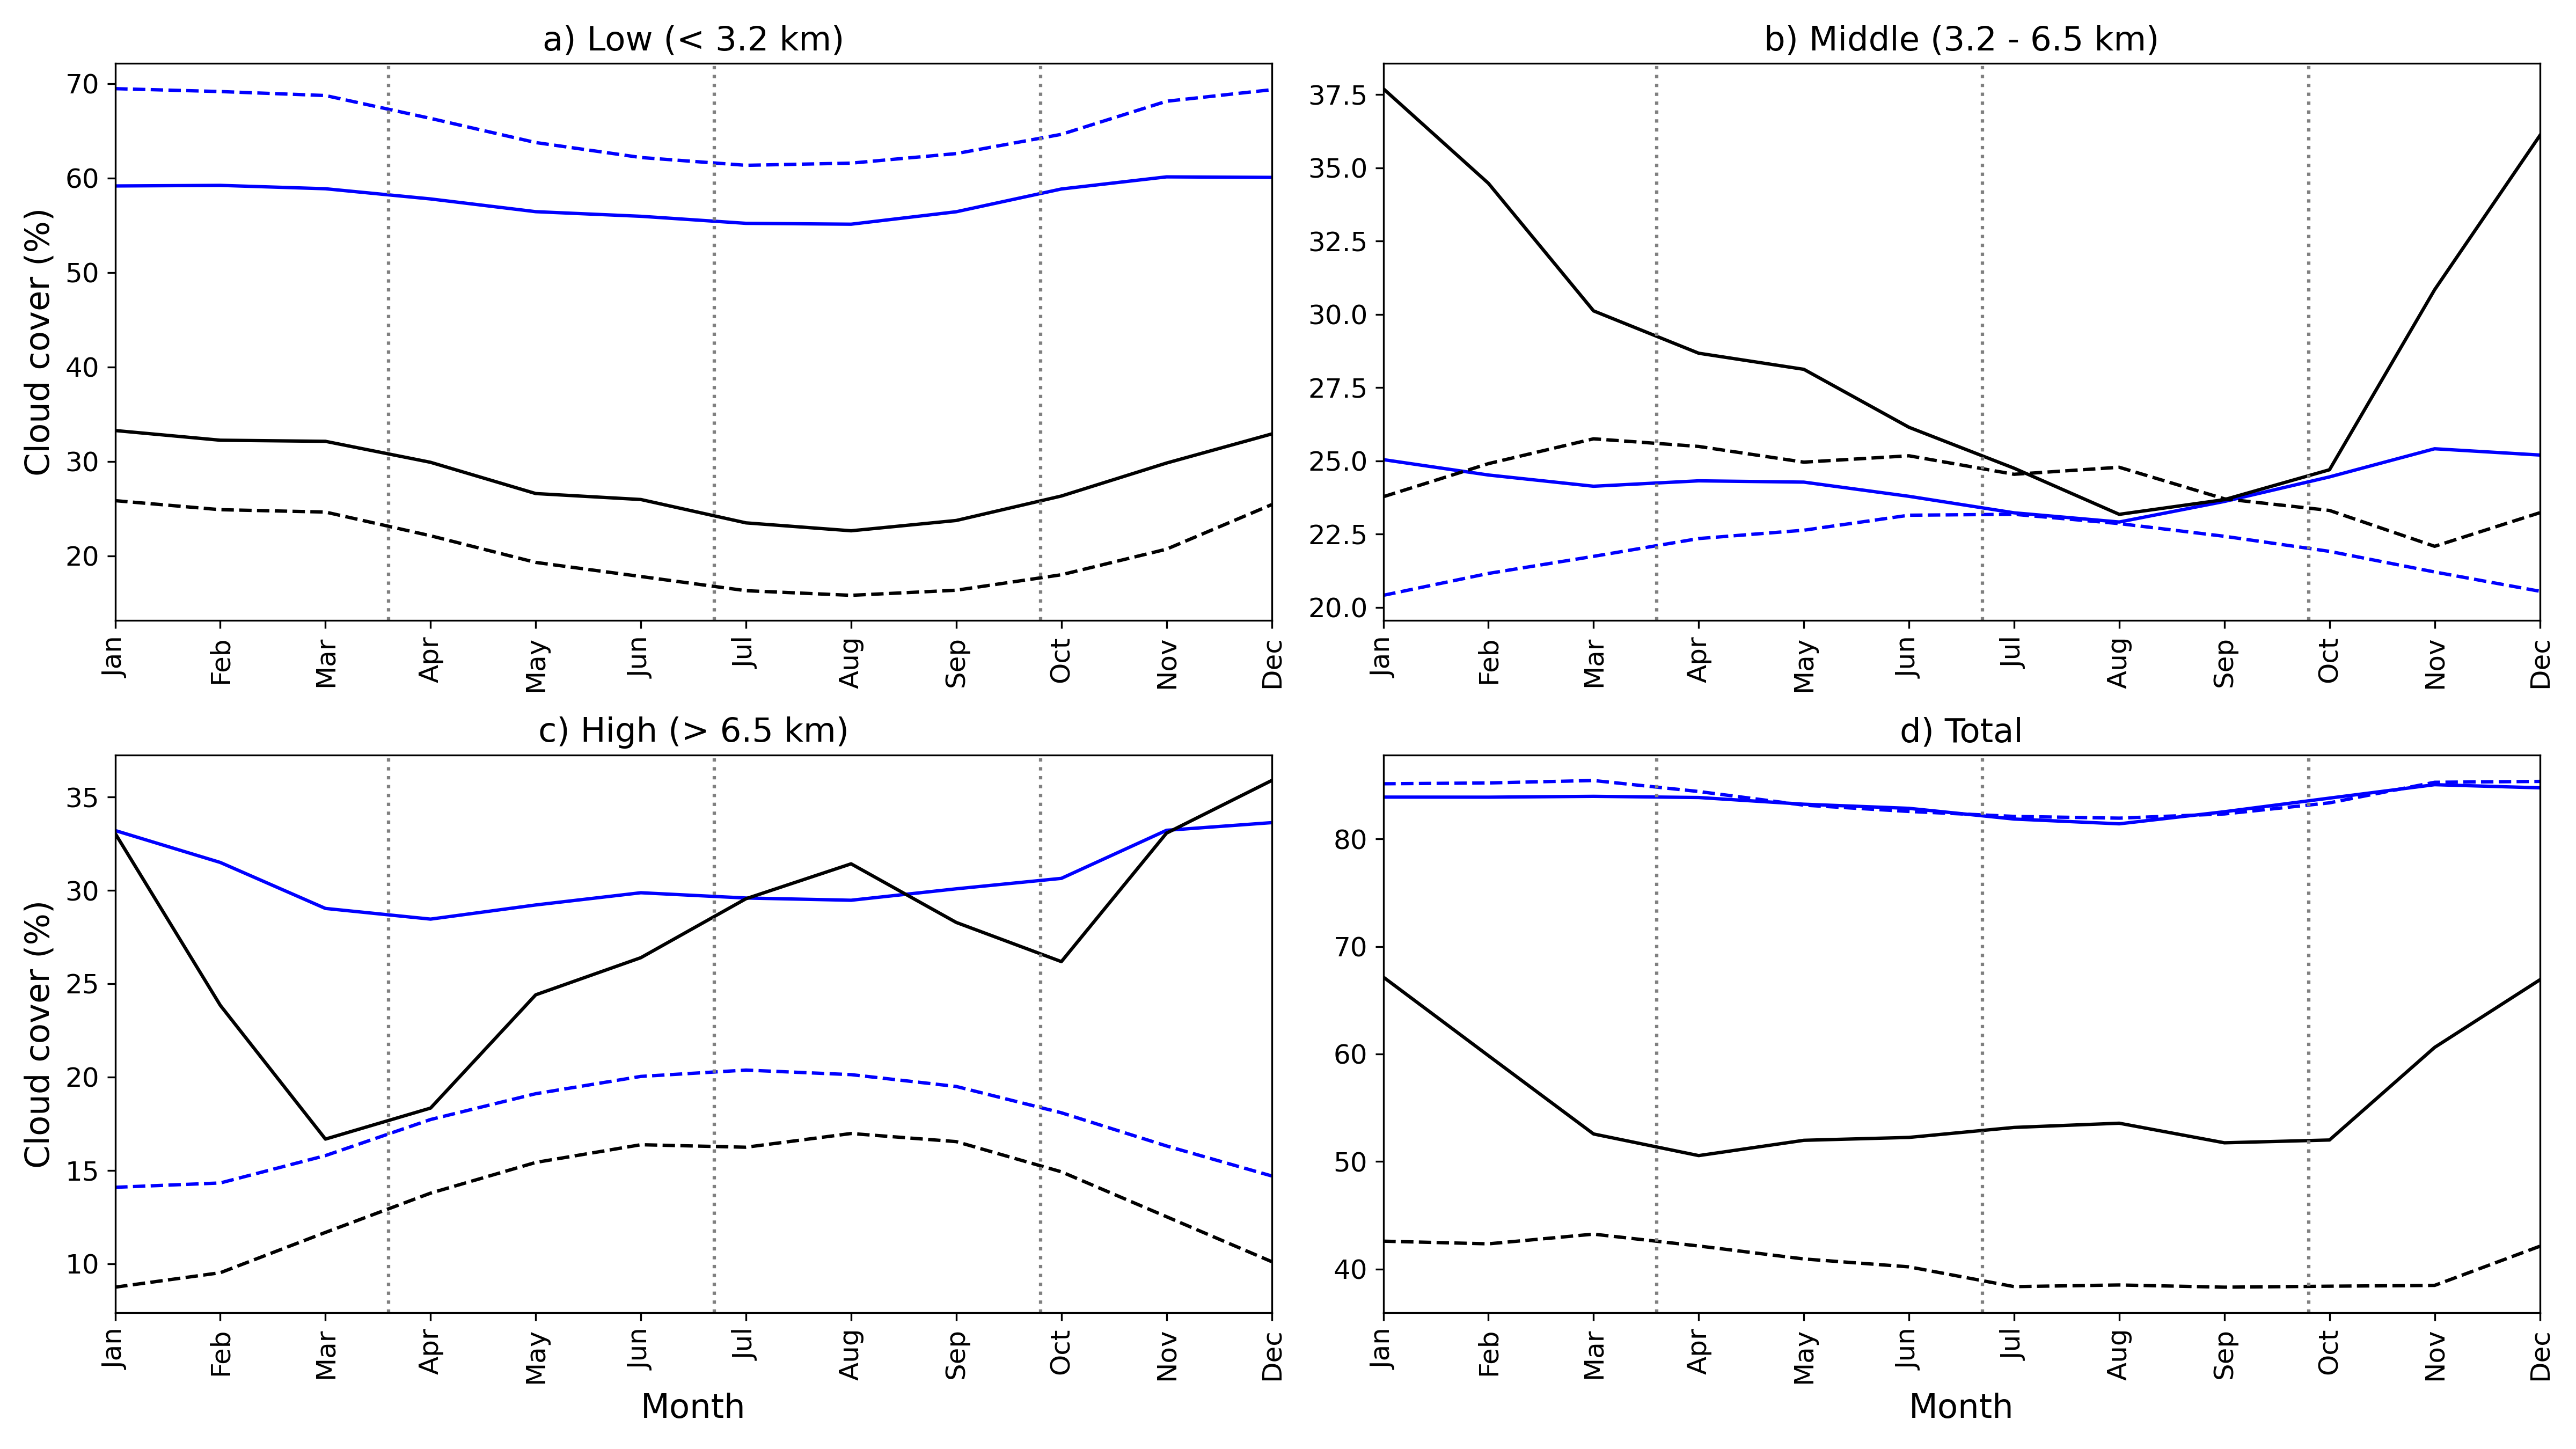 a) Low (< 3.2 km)
Cloud cover (%)
70
60
50
40
30
20
Jan
Feb
Mar
Apr
May
Jun
Jul
Aug
Sep
Oct
Nov
Dec
b) Middle (3.2 - 6.5 km)
37.5
35.0
32.5
30.0
27.5
25.0
22.5
20.0
Jan
Feb
Mar
Apr
May
Jun
Jul
Aug
Sep
Oct
Nov
Dec
c) High (> 6.5 km)
Cloud cover (%)
35
30
25
20
15
10
Jan
Feb
Mar
Apr
May
Jun
Jul
Aug
Sep
Oct
Nov
Dec
Month
d) Total
80
70
60
50
40
Jan
Feb
Mar
Apr
May
Jun
Jul
Aug
Sep
Oct
Nov
Dec
Month